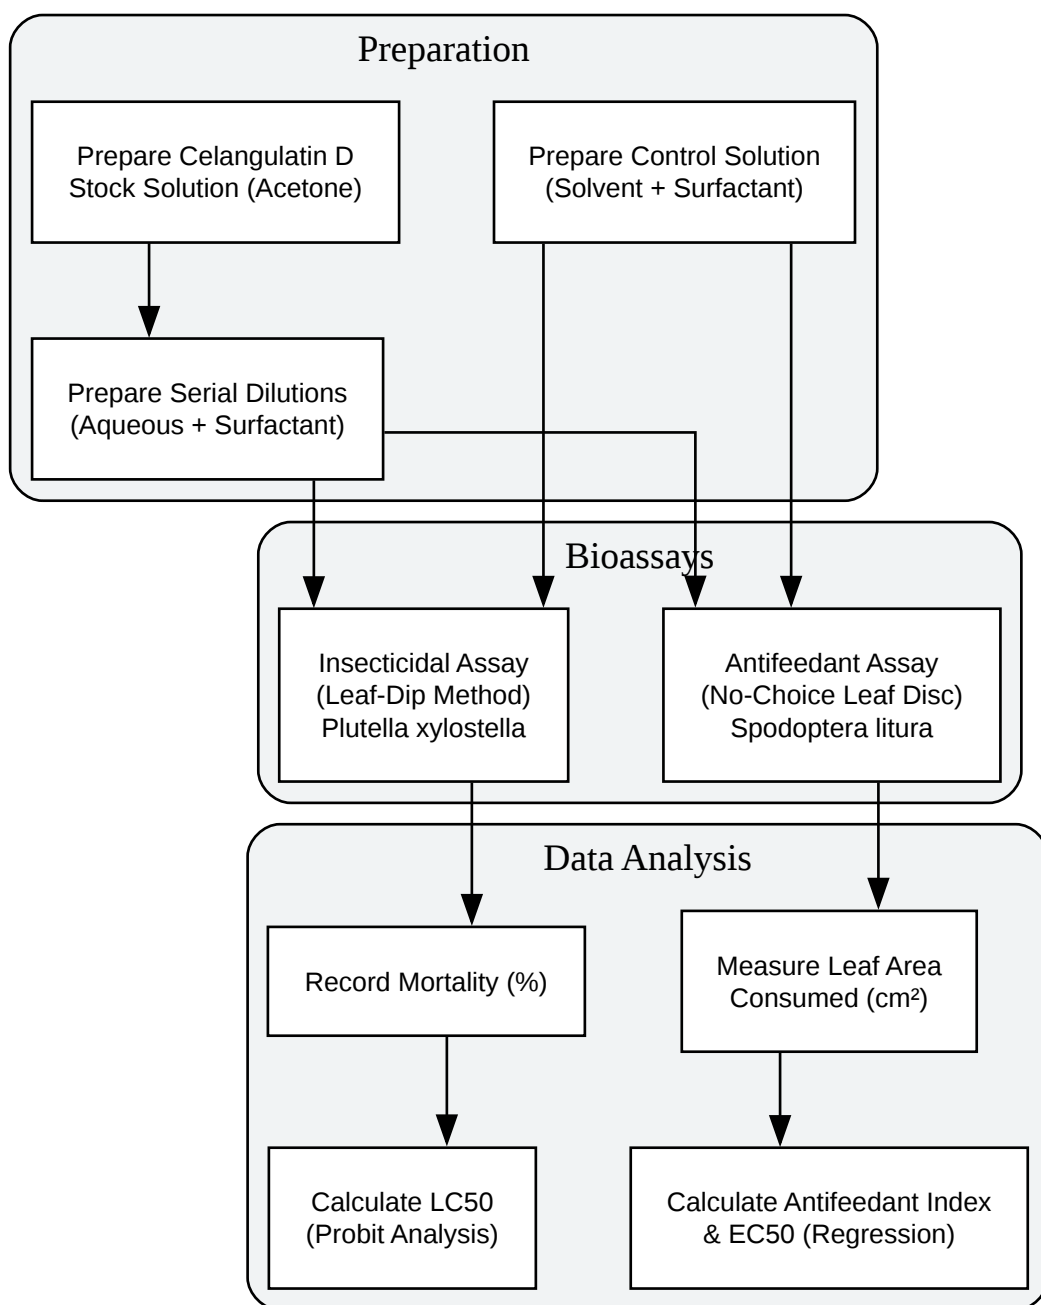 Preparation
Prepare Celangulatin D
Stock Solution (Acetone)
Prepare Control Solution
(Solvent + Surfactant)
Prepare Serial Dilutions
(Aqueous + Surfactant)
Bioassays
Insecticidal Assay
(Leaf-Dip Method)
Plutella xylostella
Antifeedant Assay
(No-Choice Leaf Disc)
Spodoptera litura
Data Analysis
Record Mortality (%)
Measure Leaf Area
Consumed (cm²)
Calculate LC50
(Probit Analysis)
Calculate Antifeedant Index
& EC50 (Regression)